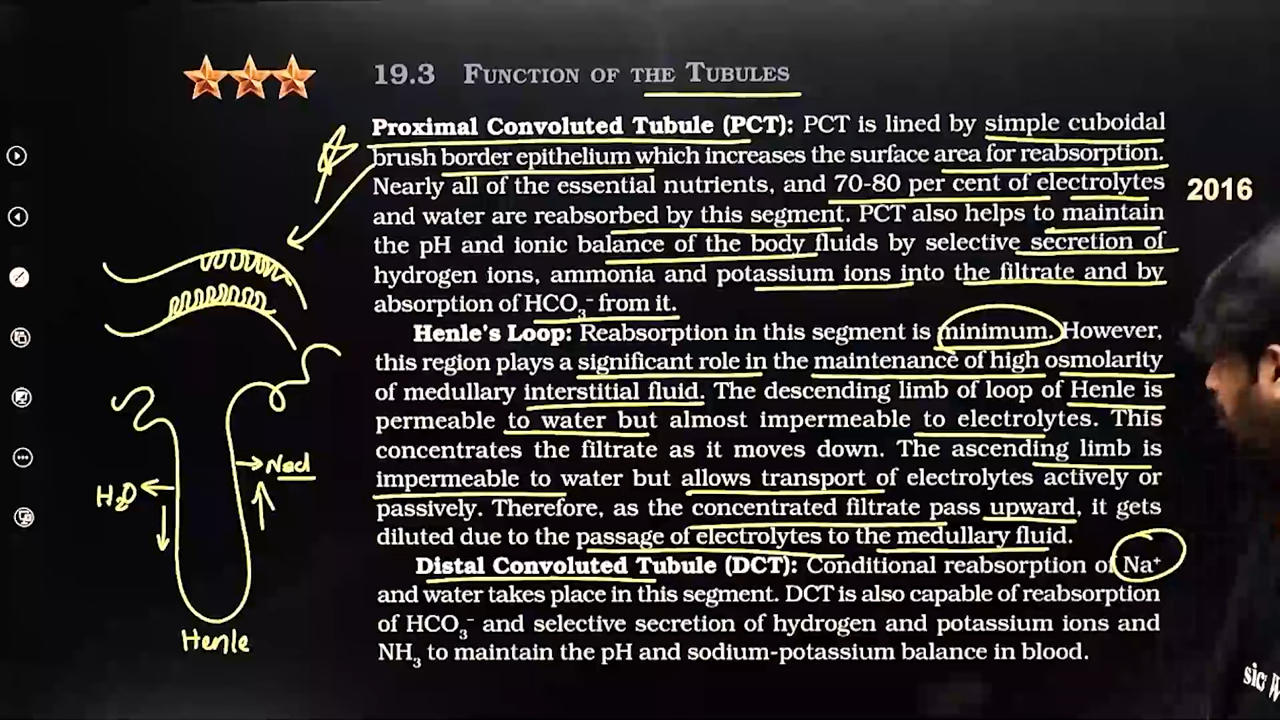 19.3 FUNCTION OF THE TUBULES
Proximal Convoluted Tubule (PCT): PCT is lined by simple cuboidal
brush border epithelium which increases the surface area for reabsorption.
Nearly all of the essential nutrients, and 70-80 per cent of electrolytes
and water are reabsorbed by this segment. PCT also helps to maintain
the pH and ionic balance of the body fluids by selective secretion of
hydrogen ions, ammonia and potassium ions into the filtrate and by
absorption of HCO₃⁻ from it.
Henle's Loop: Reabsorption in this segment is minimum. However,
this region plays a significant role in the maintenance of high osmolarity
of medullary interstitial fluid. The descending limb of loop of Henle is
permeable to water but almost impermeable to electrolytes. This
concentrates the filtrate as it moves down. The ascending limb is
impermeable to water but allows transport of electrolytes actively or
passively. Therefore, as the concentrated filtrate pass upward, it gets
diluted due to the passage of electrolytes to the medullary fluid.
Distal Convoluted Tubule (DCT): Conditional reabsorption of Na⁺
and water takes place in this segment. DCT is also capable of reabsorption
of HCO₃⁻ and selective secretion of hydrogen and potassium ions and
NH₃ to maintain the pH and sodium-potassium balance in blood.
2016
H₂O
Nacl
Henle